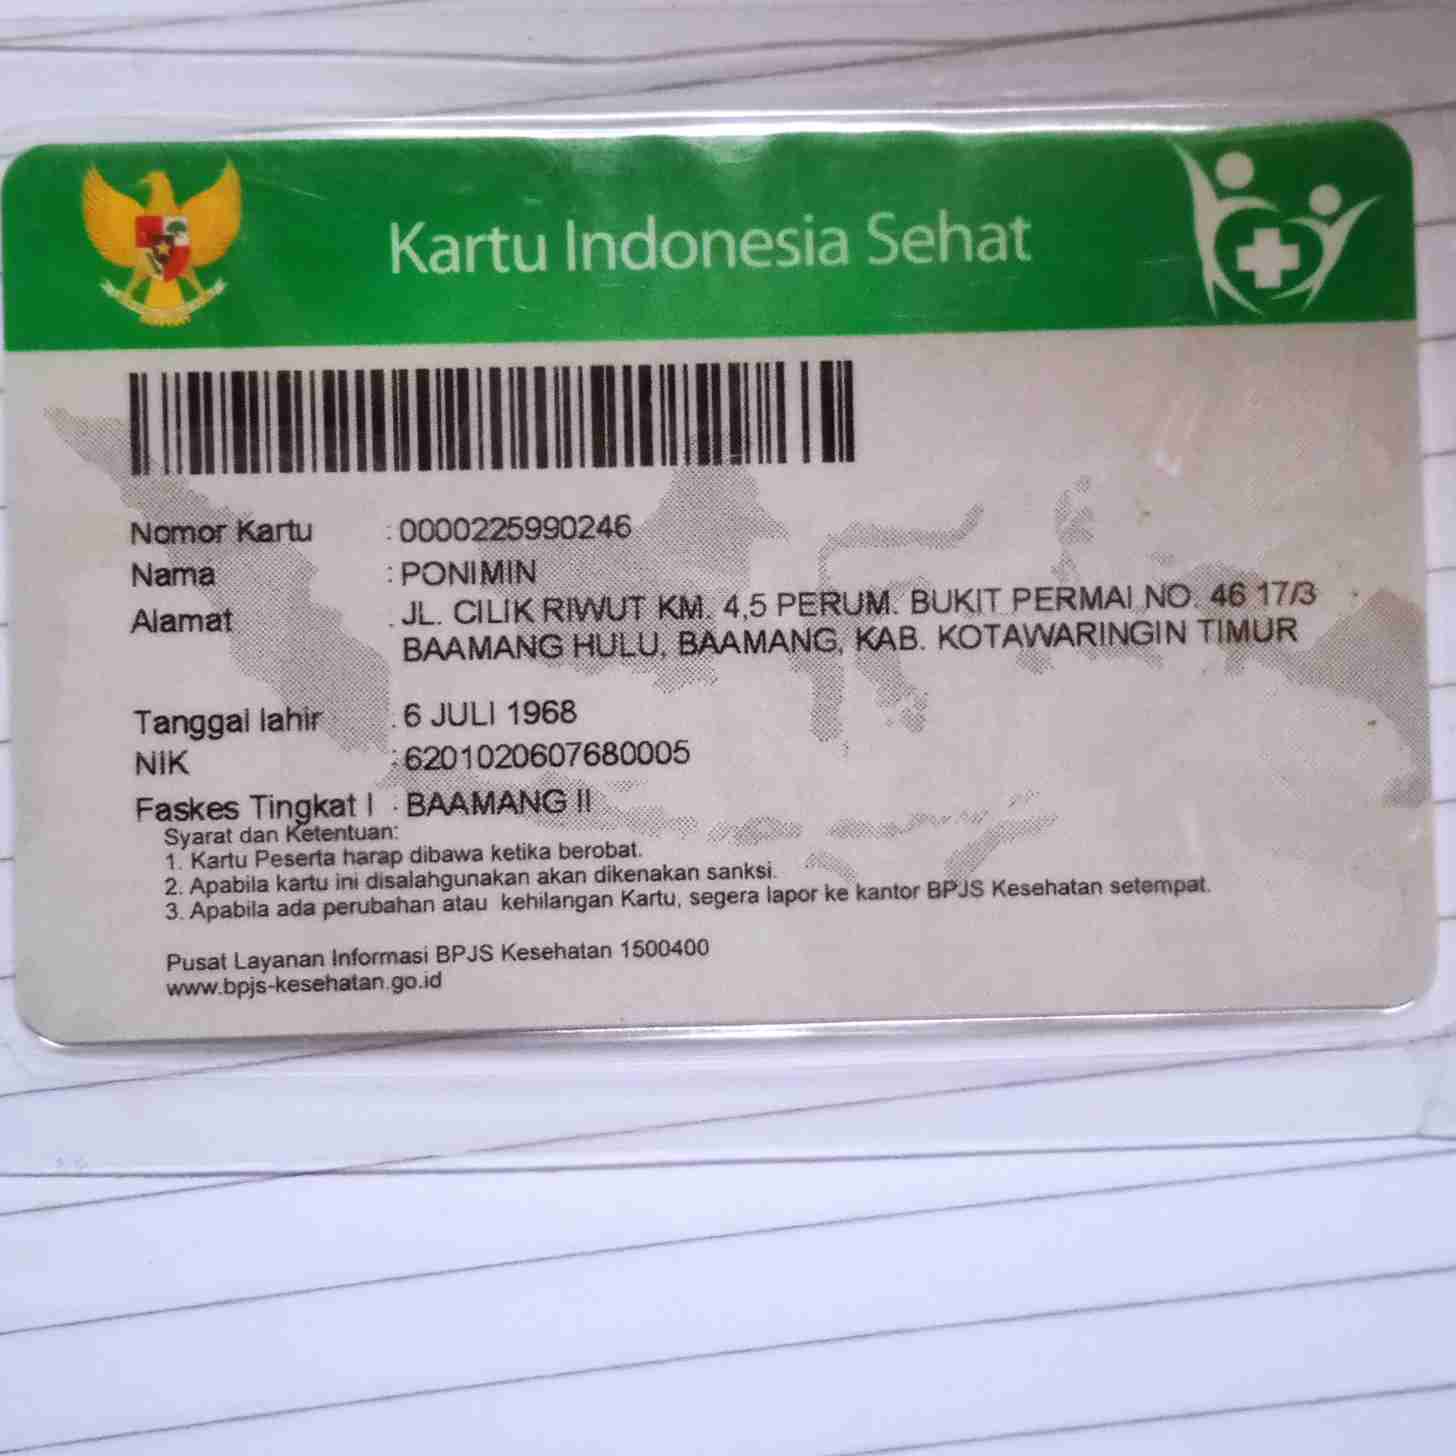 Kartu Indonesia Sehat
Nomor Kartu : 0000225990246
Nama : PONIMIN
Alamat : JL. CILIK RIWUT KM. 4,5 PERUM. BUKIT PERMAI NO. 46 17/3
BAAMANG HULU, BAAMANG, KAB. KOTAWARINGIN TIMUR
Tanggal lahir : 6 JULI 1968
NIK : 6201020607680005
Faskes Tingkat I : BAAMANG II
Syarat dan Ketentuan:
1. Kartu Peserta harap dibawa ketika berobat.
2. Apabila kartu ini disalahgunakan akan dikenakan sanksi.
3. Apabila ada perubahan atau kehilangan Kartu, segera lapor ke kantor BPJS Kesehatan setempat.
Pusat Layanan Informasi BPJS Kesehatan 1500400
www.bpjs-kesehatan.go.id